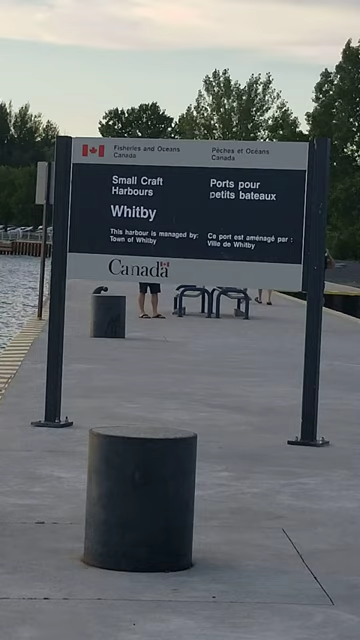 Fisheries and Oceans
Canada
Pêches et Océans
Canada
Small Craft
Harbours
Ports pour
petits bateaux
Whitby
This harbour is managed by:
Town of Whitby
Ce port est aménagé par :
Ville de Whitby
Canada